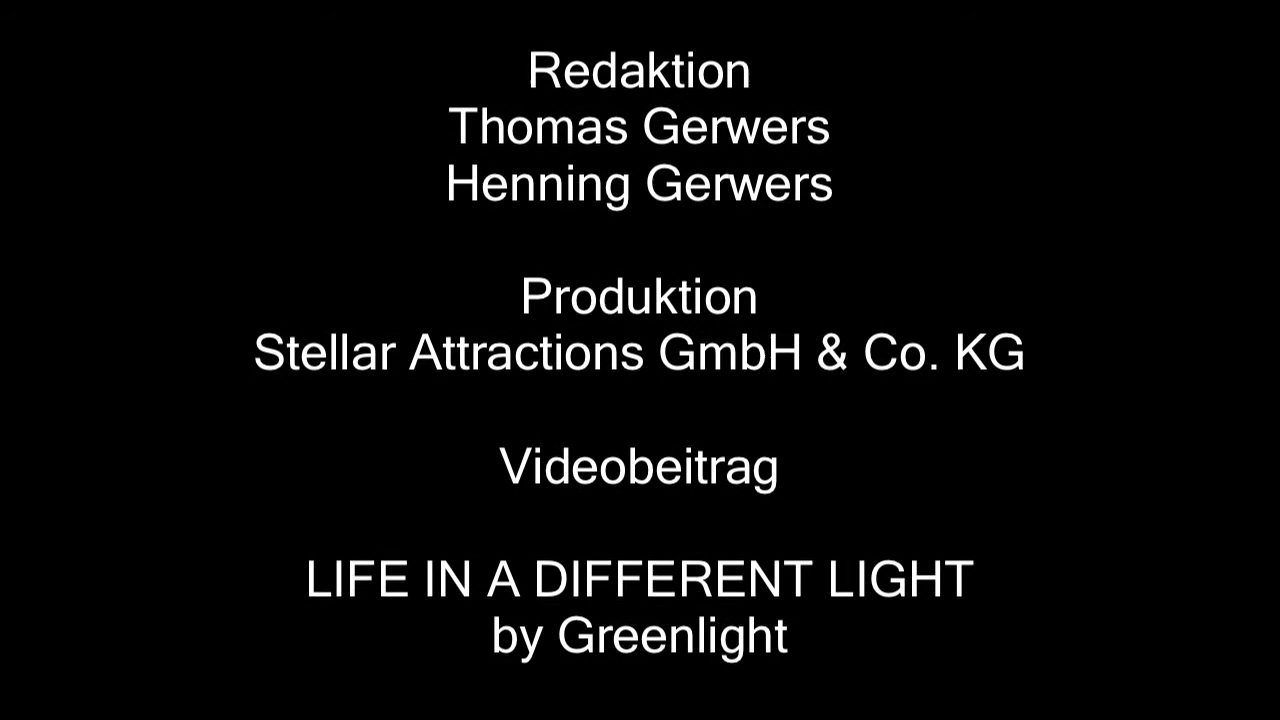 Redaktion
Thomas Gerwers
Henning Gerwers
Produktion
Stellar Attractions GmbH & Co. KG
Videobeitrag
LIFE IN A DIFFERENT LIGHT
by Greenlight